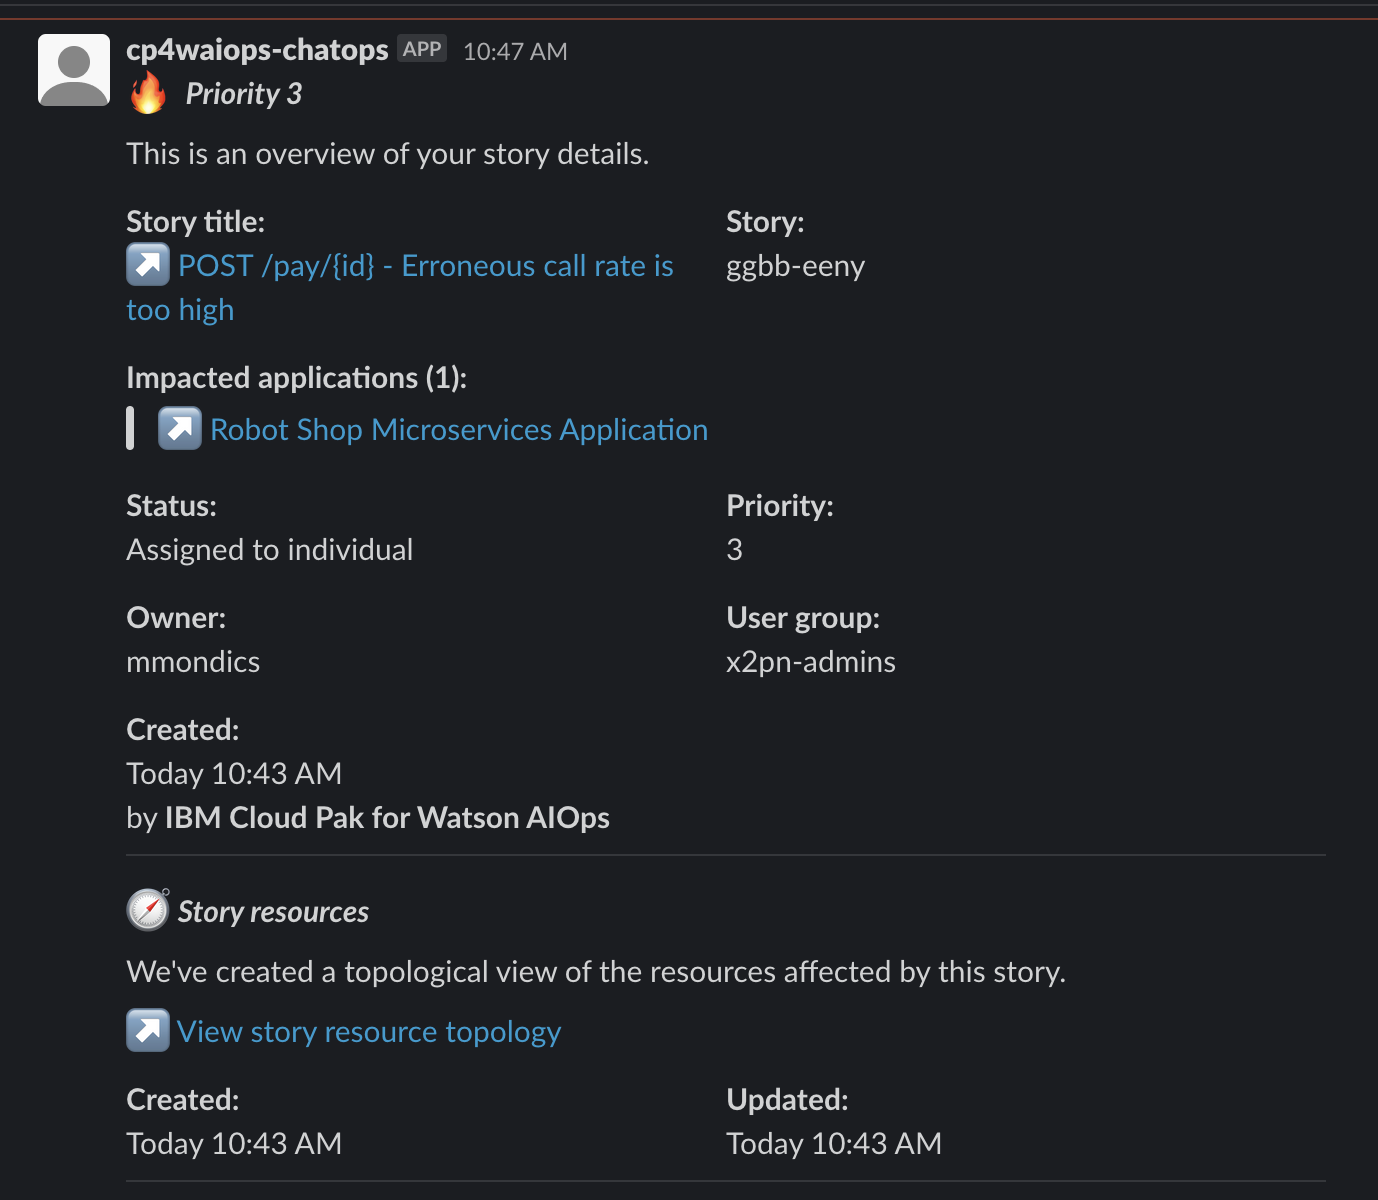 cp4waiops-chatops APP 10:47 AM
Priority 3
This is an overview of your story details.
Story title:
POST /pay/{id} - Erroneous call rate is
too high
Story:
ggbb-eeny
Impacted applications (1):
Robot Shop Microservices Application
Status:
Assigned to individual
Priority:
3
Owner:
mmondics
User group:
x2pn-admins
Created:
Today 10:43 AM
by IBM Cloud Pak for Watson AIOps
Story resources
We've created a topological view of the resources affected by this story.
View story resource topology
Created:
Today 10:43 AM
Updated:
Today 10:43 AM